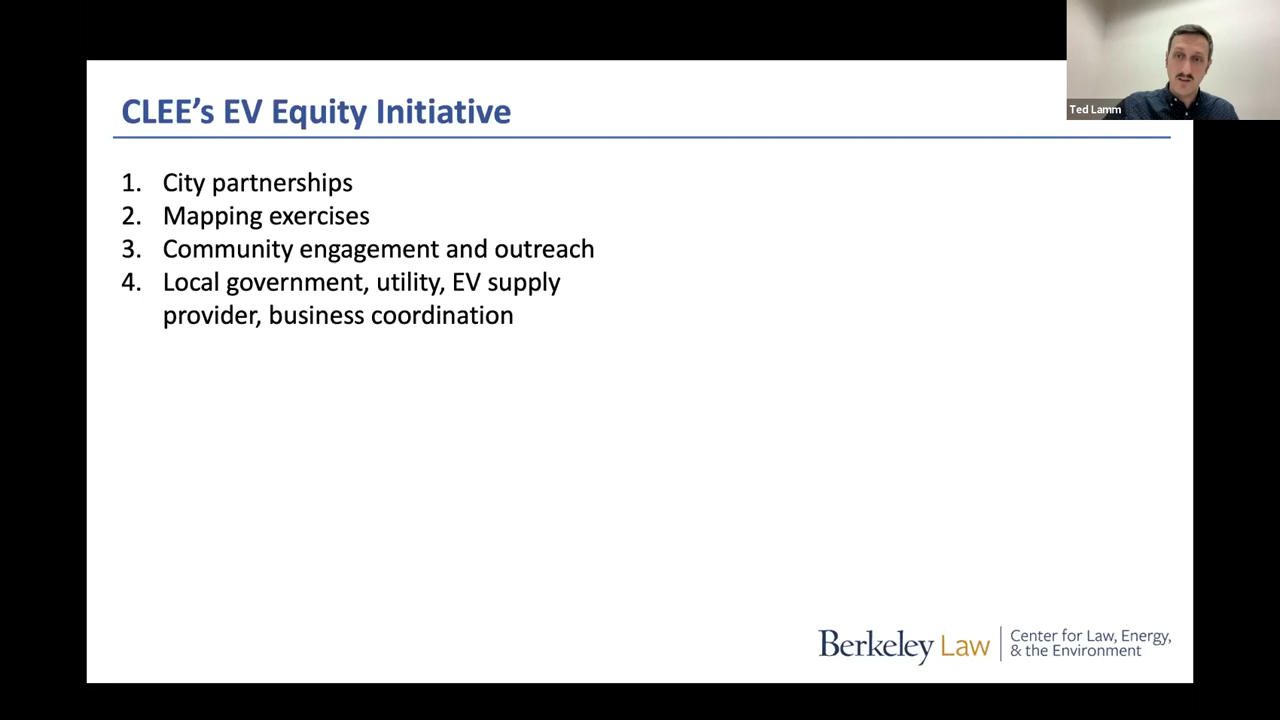 CLEE’s EV Equity Initiative
Ted Lamm
1. City partnerships
2. Mapping exercises
3. Community engagement and outreach
4. Local government, utility, EV supply
provider, business coordination
Berkeley Law
Center for Law, Energy,
& the Environment